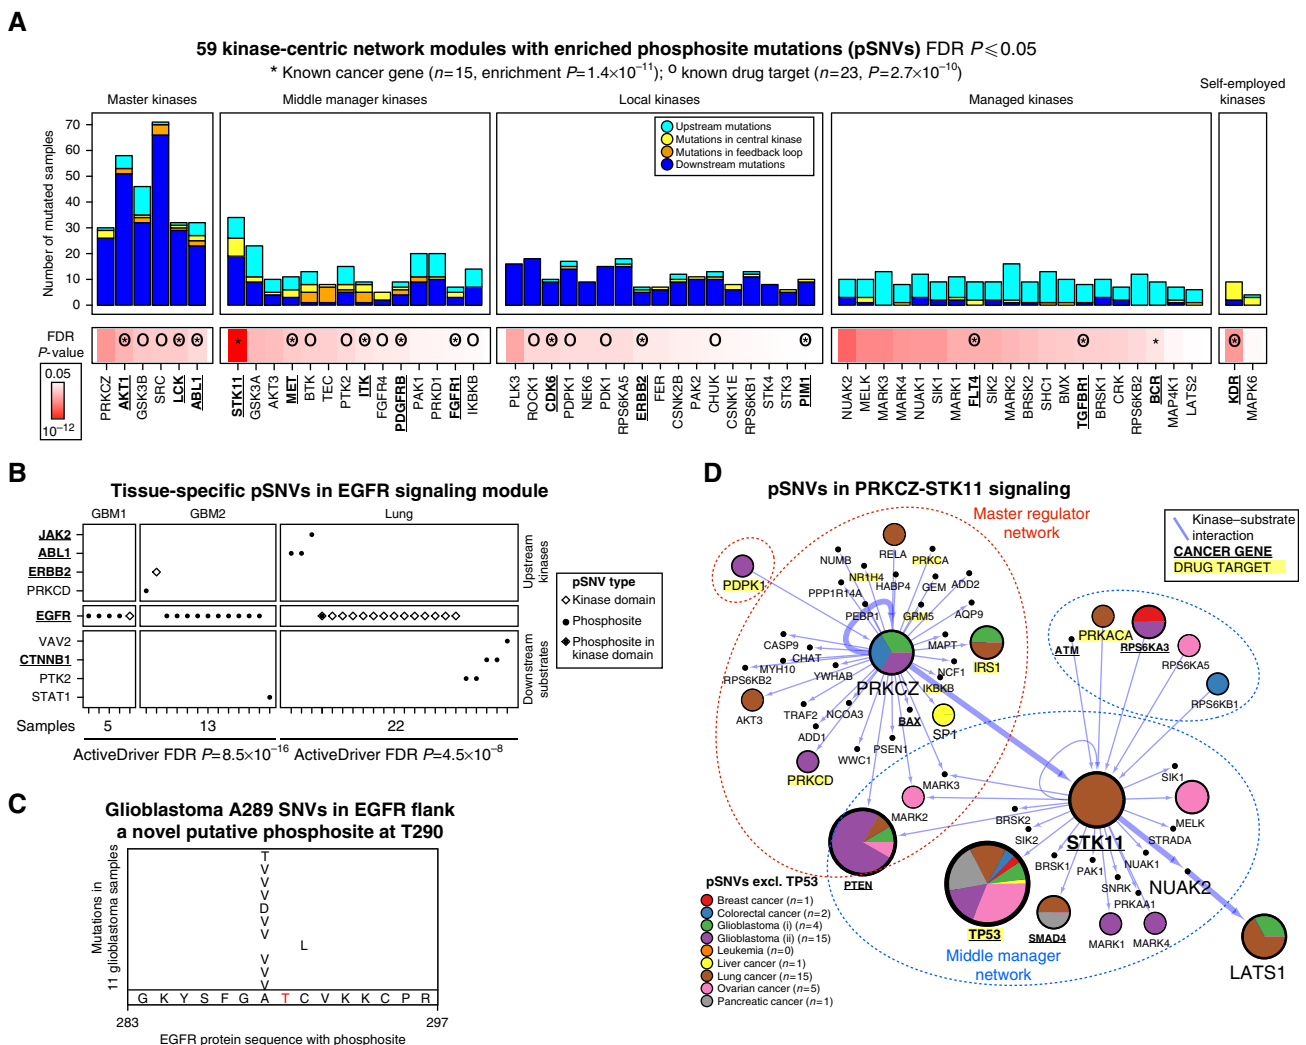 A
59 kinase-centric network modules with enriched phosphosite mutations (pSNVs) FDR P⩽0.05
* Known cancer gene (n=15, enrichment P=1.4×10⁻¹¹); O known drug target (n=23, P=2.7×10⁻¹⁰)
Master kinases
Middle manager kinases
Local kinases
Managed kinases
Self-employed
kinases
Number of mutated samples
70
60
50
40
30
20
10
0
Upstream mutations
Mutations in central kinase
Mutations in feedback loop
Downstream mutations
FDR
P-value
0.05
10⁻¹²
PRKCZ
AKT1
GSK3B
SRC
LCK
ABL1
STK11
GSK3A
AKT3
MET
BTK
TEC
PTK2
ITK
FGFR4
PDGFRB
PAK1
PRKD1
FGFR1
IKBKB
PLK3
ROCK1
CDK6
PDPK1
NEK6
PDK1
RPS6KA5
ERBB2
FER
CSNK2B
PAK2
CHUK
CSNK1E
RPS6KB1
STK4
STK3
PIM1
NUAK2
MELK
MARK3
MARK4
NUAK1
SIK1
MARK1
FLT4
SIK2
MARK2
BRSK2
SHC1
BMX
TGFBR1
BRSK1
CRK
RPS6KB2
BCR
MAP4K1
LATS2
KDR
MAPK6
B
Tissue-specific pSNVs in EGFR signaling module
GBM1
GBM2
Lung
JAK2
ABL1
ERBB2
PRKCD
EGFR
VAV2
CTNNB1
PTK2
STAT1
Upstream
kinases
Downstream
substrates
pSNV type
Kinase domain
Phosphosite
Phosphosite in
kinase domain
Samples
5
13
22
ActiveDriver FDR P=8.5×10⁻¹⁶
ActiveDriver FDR P=4.5×10⁻⁸
C
Glioblastoma A289 SNVs in EGFR flank
a novel putative phosphosite at T290
Mutations in
11 glioblastoma samples
T
V
V
V
D
V
V
L
V
V
V
G K Y S F G A T C V K K C P R
283
297
EGFR protein sequence with phosphosite
D
pSNVs in PRKCZ-STK11 signaling
Master regulator
network
Kinase–substrate
interaction
CANCER GENE
DRUG TARGET
PDPK1
NUMB
RELA
PRKCA
NR1H4
HABP4
GEM
ADD2
PPP1R14A
PEBP1
GRM5
AQP9
CASP9
CHAT
MAPT
IRS1
MYH10
NCF1
RPS6KB2
YWHAB
PRKCZ
IKBKB
AKT3
TRAF2
NCOA3
BAX
SP1
ADD1
PSEN1
WWC1
PRKCD
MARK3
MARK2
PTEN
ATM
PRKACA
RPS6KA3
RPS6KA5
RPS6KB1
SIK1
MELK
BRSK2
SIK2
STK11
STRADA
BRSK1
PAK1
NUAK1
SNRK
NUAK2
PRKAA1
TP53
SMAD4
MARK1
MARK4
LATS1
Middle manager
network
pSNVs excl. TP53
Breast cancer (n=1)
Colorectal cancer (n=2)
Glioblastoma (i) (n=4)
Glioblastoma (ii) (n=15)
Leukemia (n=0)
Liver cancer (n=1)
Lung cancer (n=15)
Ovarian cancer (n=5)
Pancreatic cancer (n=1)